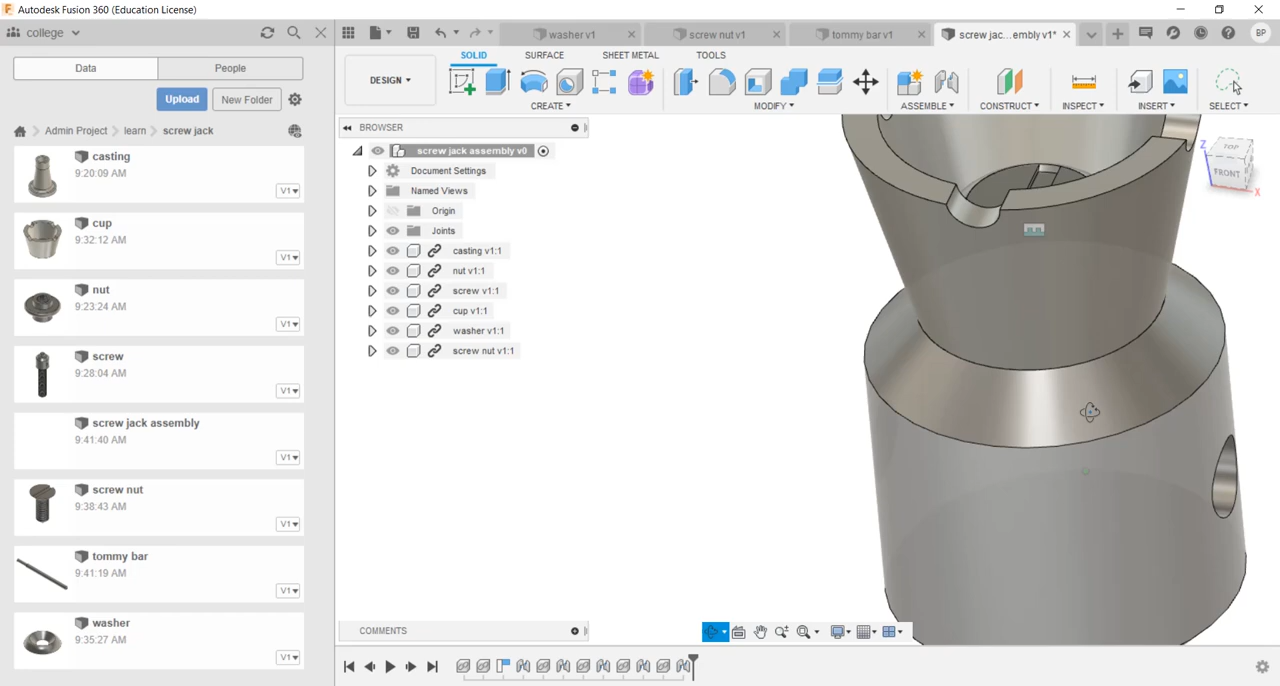 Autodesk Fusion 360 (Education License)
college
washer v1
screw nut v1
tommy bar v1
screw jac...embly v1*
BP
Data
People
Upload
New Folder
Admin Project
learn
screw jack
DESIGN
SOLID
SURFACE
SHEET METAL
TOOLS
CREATE
MODIFY
ASSEMBLE
CONSTRUCT
INSPECT
INSERT
SELECT
casting
9:20:09 AM
V1
cup
9:32:12 AM
V1
nut
9:23:24 AM
V1
screw
9:28:04 AM
V1
screw jack assembly
9:41:40 AM
V1
screw nut
9:38:43 AM
V1
tommy bar
9:41:19 AM
V1
washer
9:35:27 AM
V1
BROWSER
screw jack assembly v0
Document Settings
Named Views
Origin
Joints
casting v1:1
nut v1:1
screw v1:1
cup v1:1
washer v1:1
screw nut v1:1
TOP
Z
FRONT
X
COMMENTS